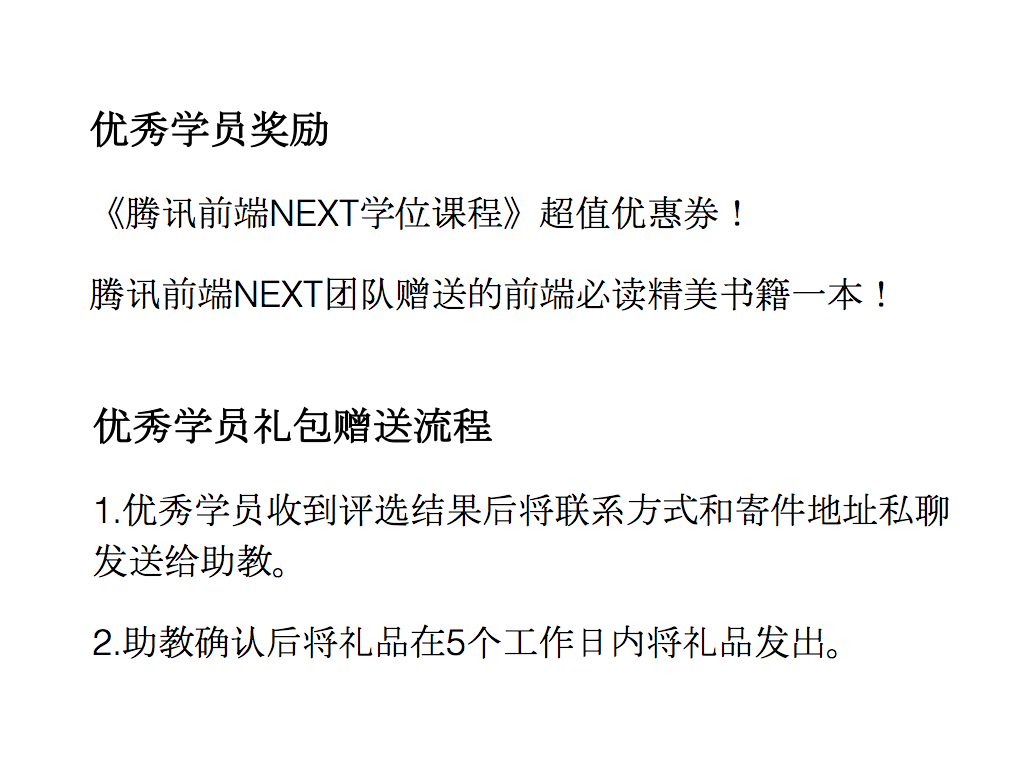 优秀学员奖励
《腾讯前端NEXT学位课程》超值优惠券！
腾讯前端NEXT团队赠送的前端必读精美书籍一本！
优秀学员礼包赠送流程
1.优秀学员收到评选结果后将联系方式和寄件地址私聊
发送给助教。
2.助教确认后将礼品在5个工作日内将礼品发出。